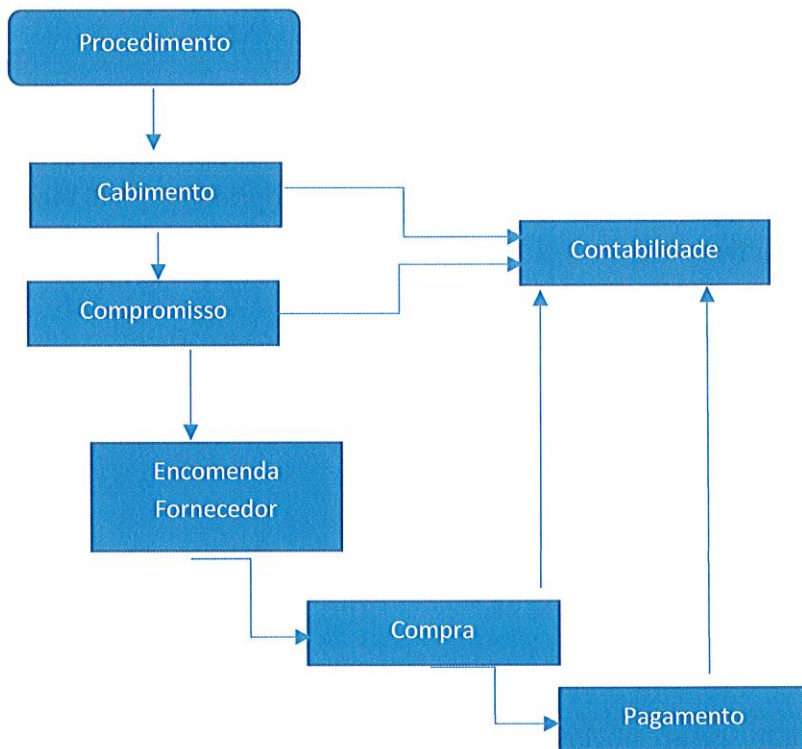 Procedimento
Cabimento
Contabilidade
Compromisso
Encomenda
Fornecedor
Compra
Pagamento